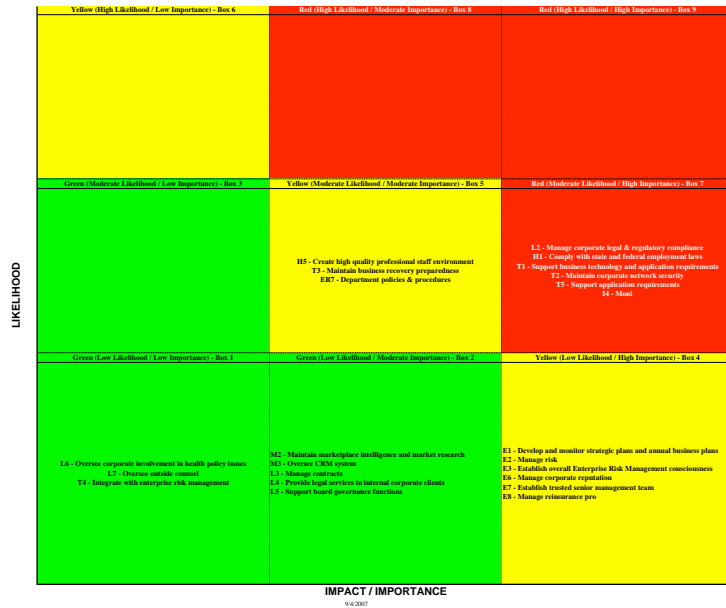 Yellow (High Likelihood / Low Importance) - Box 6
Red (High Likelihood / Moderate Importance) - Box 8
Red (High Likelihood / High Importance) - Box 9
Green (Moderate Likelihood / Low Importance) - Box 3
Yellow (Moderate Likelihood / Moderate Importance) - Box 5
Red (Moderate Likelihood / High Importance) - Box 7
LIKELIHOOD
H5 - Create high quality professional staff environment
T3 - Maintain business recovery preparedness
ER7 - Department policies & procedures
L2 - Manage corporate legal & regulatory compliance
H1 - Comply with state and federal employment laws
T1 - Support business technology and application requirements
T2 - Maintain corporate network security
T5 - Support application requirements
I4 - Moni
Green (Low Likelihood / Low Importance) - Box 1
Green (Low Likelihood / Moderate Importance) - Box 2
Yellow (Low Likelihood / High Importance) - Box 4
L6 - Oversee corporate involvement in health policy issues
L7 - Oversee outside counsel
T4 - Integrate with enterprise risk management
M2 - Maintain marketplace intelligence and market research
M3 - Oversee CRM system
L3 - Manage contracts
L4 - Provide legal services to internal corporate clients
L5 - Support board governance functions
E1 - Develop and monitor strategic plans and annual business plans
E2 - Manage risk
E3 - Establish overall Enterprise Risk Management consciousness
E6 - Manage corporate reputation
E7 - Establish trusted senior management team
E8 - Manage reinsurance pro
IMPACT / IMPORTANCE
9/4/2007